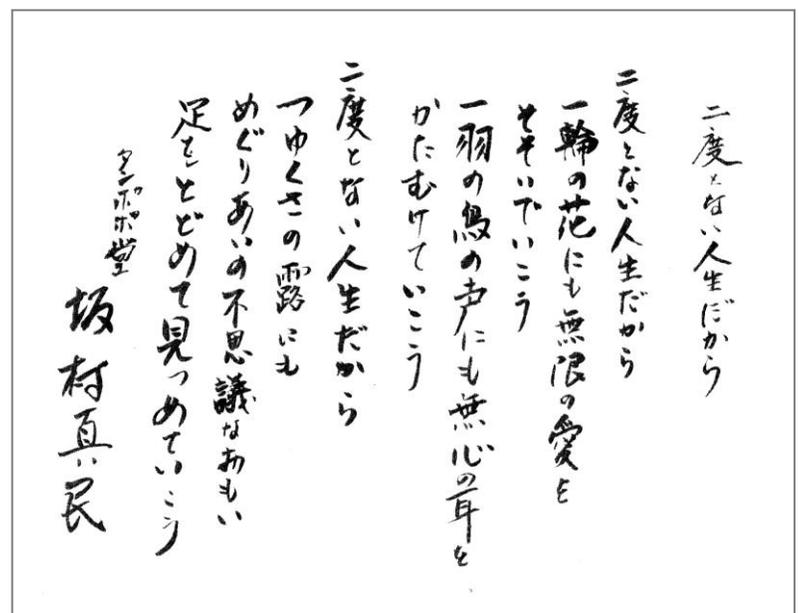 二度とない人生だから
二度とない人生だから
一輪の花にも無限の愛を
そそいでいこう
一羽の鳥の声にも無心の耳を
かたむけていこう
二度とない人生だから
つゆくさの露にも
めぐりあいの不思議なおもい
足をとどめて見つめていこう
タンポポ堂
坂村真民